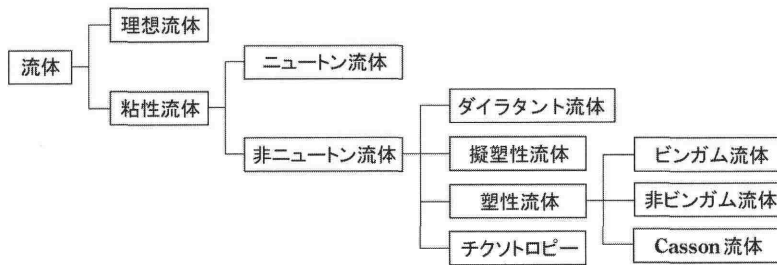 流体
理想流体
粘性流体
ニュートン流体
非ニュートン流体
ダイラタント流体
擬塑性流体
塑性流体
チクソトロピー
ビンガム流体
非ビンガム流体
Casson流体